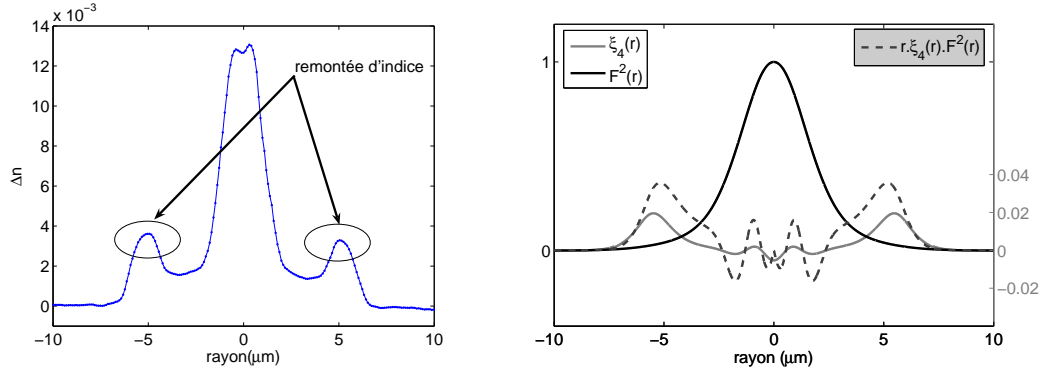 x 10⁻³
14
12
10
8
6
4
2
0
Δn
remontée d'indice
−10 −5 0 5 10
rayon(μm)
ξ₄(r)
F²(r)
r.ξ₄(r).F²(r)
1
0
0.04
0.02
0
−0.02
−10 −5 0 5 10
rayon (μm)